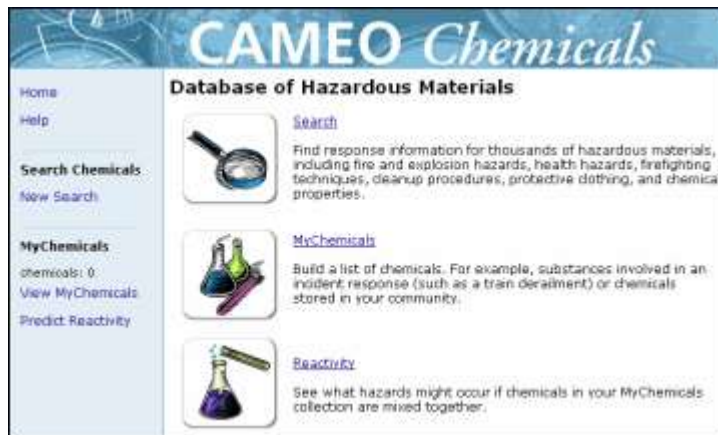 CAMEO Chemicals
Home
Help
Search Chemicals
New Search
MyChemicals
chemicals: 0
View MyChemicals
Predict Reactivity
Database of Hazardous Materials
Search
Find response information for thousands of hazardous materials,
including fire and explosion hazards, health hazards, firefighting
techniques, cleanup procedures, protective clothing, and chemica
properties.
MyChemicals
Build a list of chemicals. For example, substances involved in an
incident response (such as a train derailment) or chemicals
stored in your community.
Reactivity
See what hazards might occur if chemicals in your MyChemicals
collection are mixed together.